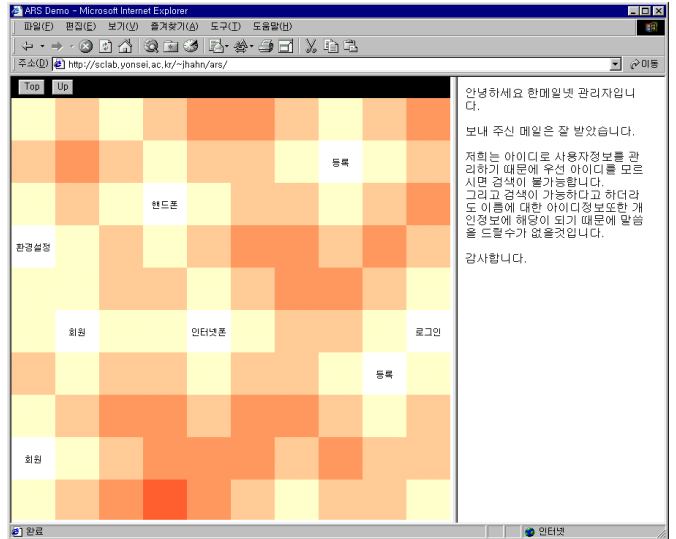 ARS Demo - Microsoft Internet Explorer
파일(F) 편집(E) 보기(V) 즐겨찾기(A) 도구(T) 도움말(H)
주소(D) http://sclab.yonsei.ac.kr/~jhahn/ars/ 이동
Top Up
등록
핸드폰
환경설정
회원 인터넷폰 로그인
등록
회원
안녕하세요 한메일넷 관리자입니
다.
보내 주신 메일은 잘 받았습니다.
저희는 아이디로 사용자정보를 관
리하기 때문에 우선 아이디를 모르
시면 검색이 불가능합니다.
그리고 검색이 가능하다고 하더라
도 이름에 대한 아이디정보또한 개
인정보에 해당이 되기 때문에 말씀
을 드릴수가 없을것입니다.
감사합니다.
완료 인터넷